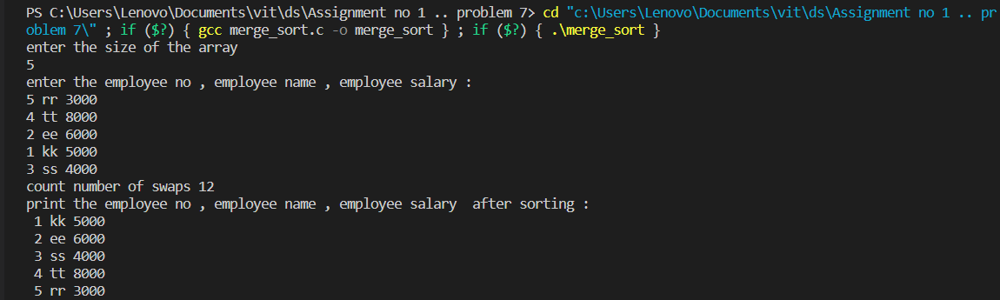 PS C:\Users\Lenovo\Documents\vit\ds\Assignment no 1 .. problem 7> cd "c:\Users\Lenovo\Documents\vit\ds\Assignment no 1 .. pr
oblem 7\" ; if ($?) { gcc merge_sort.c -o merge_sort } ; if ($?) { .\merge_sort }
enter the size of the array
5
enter the employee no , employee name , employee salary :
5 rr 3000
4 tt 8000
2 ee 6000
1 kk 5000
3 ss 4000
count number of swaps 12
print the employee no , employee name , employee salary  after sorting :
 1 kk 5000
 2 ee 6000
 3 ss 4000
 4 tt 8000
 5 rr 3000